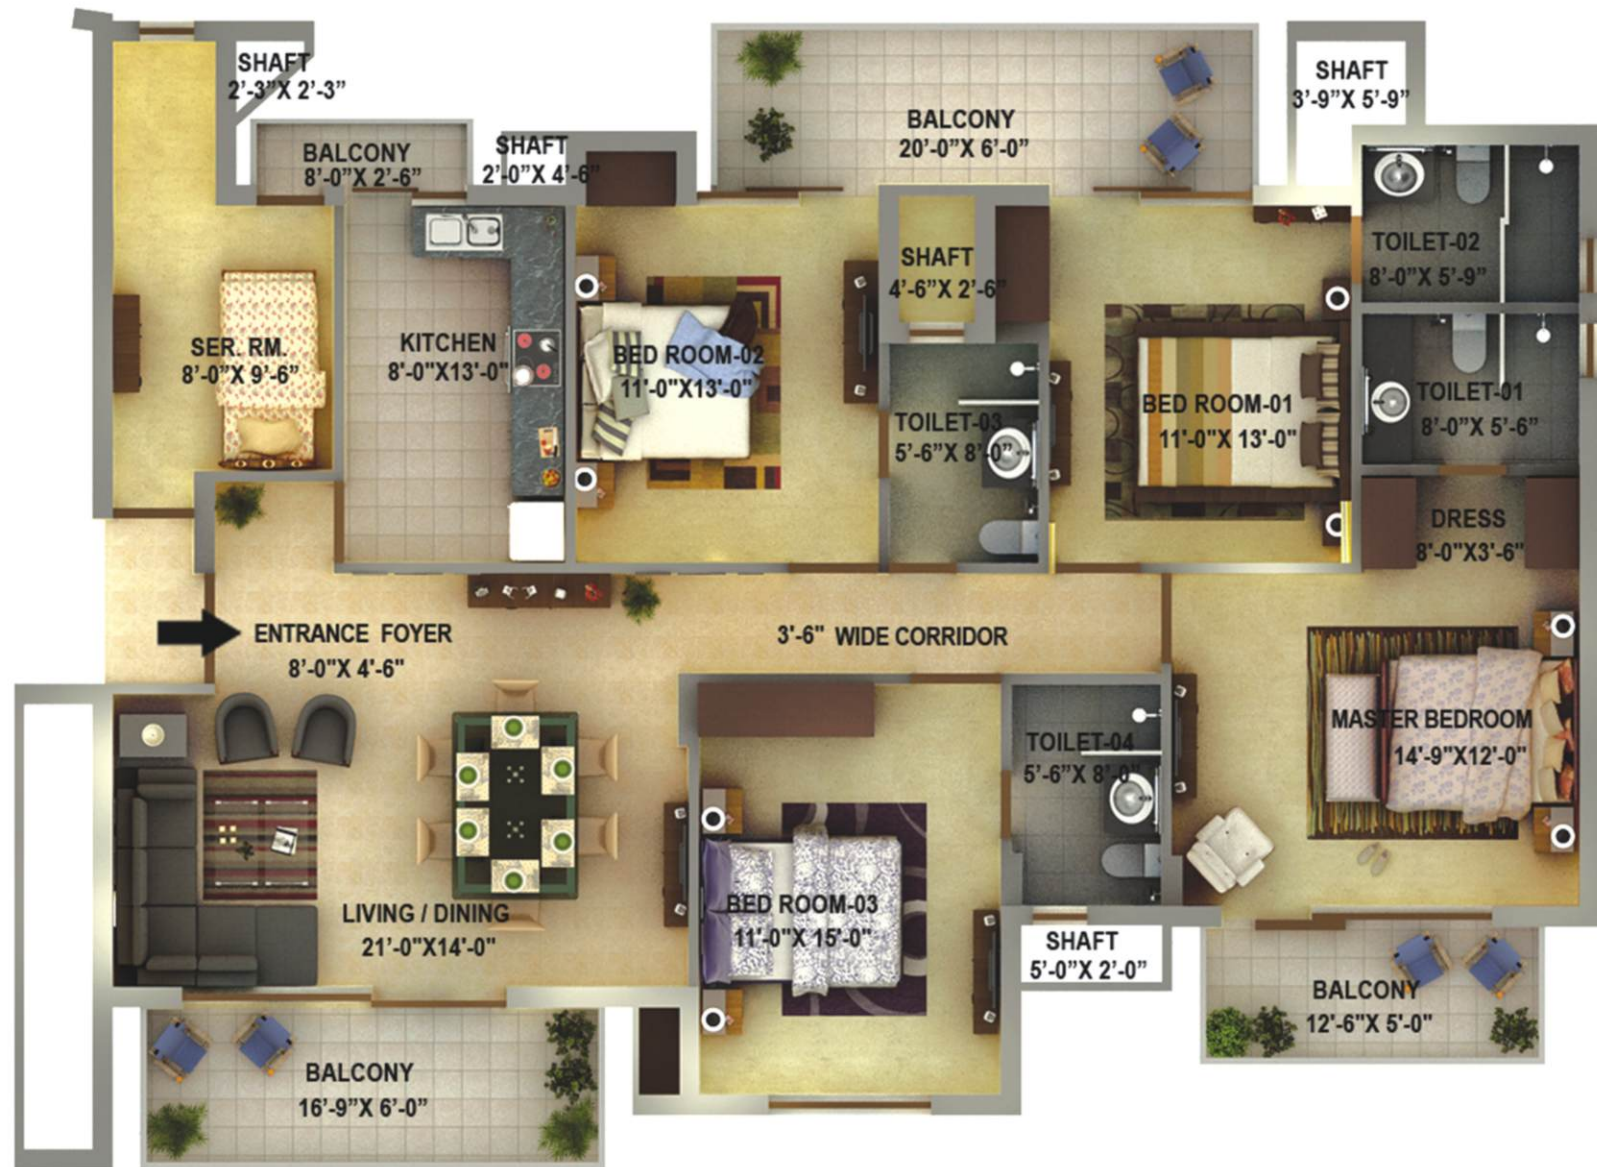 SHAFT
2'-3"X 2'-3"
BALCONY
8'-0"X 2'-6"
SHAFT
2'-0"X 4'-6"
BALCONY
20'-0"X 6'-0"
SHAFT
3'-9"X 5'-9"
TOILET-02
8'-0"X 5'-9"
SHAFT
4'-6"X 2'-6"
SER. RM.
8'-0"X 9'-6"
KITCHEN
8'-0"X13'-0"
BED ROOM-02
11'-0"X13'-0"
TOILET-03
5'-6"X 8'-0"
BED ROOM-01
11'-0"X 13'-0"
TOILET-01
8'-0"X 5'-6"
DRESS
8'-0"X3'-6"
ENTRANCE FOYER
8'-0"X 4'-6"
3'-6" WIDE CORRIDOR
MASTER BEDROOM
14'-9"X12'-0"
TOILET-04
5'-6"X 8'-0"
LIVING / DINING
21'-0"X14'-0"
BED ROOM-03
11'-0"X 15'-0"
SHAFT
5'-0"X 2'-0"
BALCONY
12'-6"X 5'-0"
BALCONY
16'-9"X 6'-0"